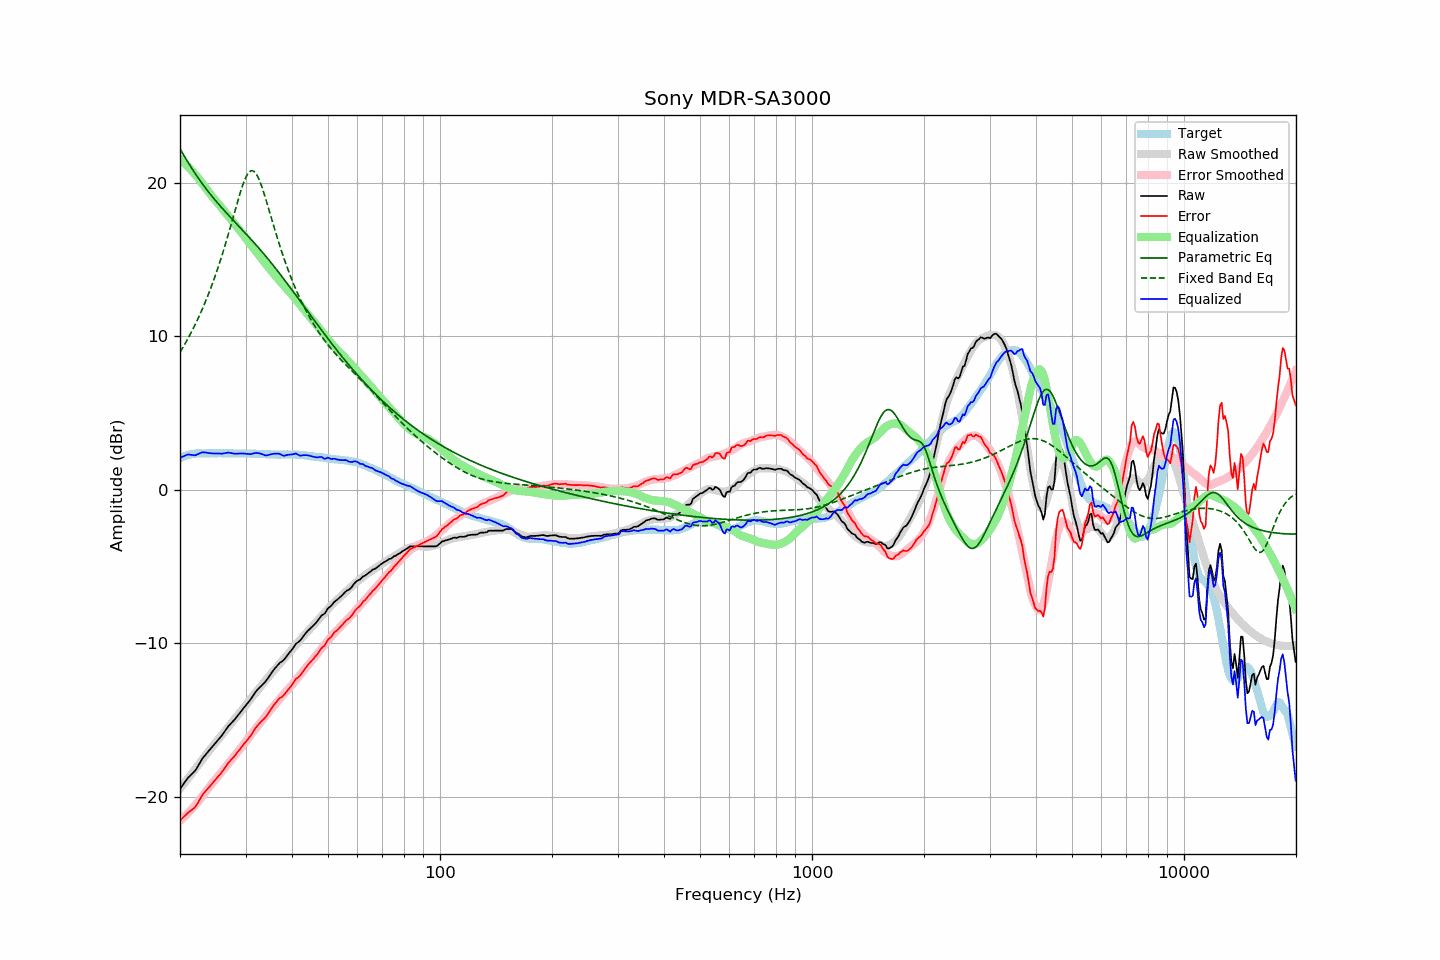 Sony MDR-SA3000
Target
Raw Smoothed
Error Smoothed
Raw
Error
Equalization
Parametric Eq
Fixed Band Eq
Equalized
20
10
0
−10
−20
Amplitude (dBr)
100
1000
10000
Frequency (Hz)